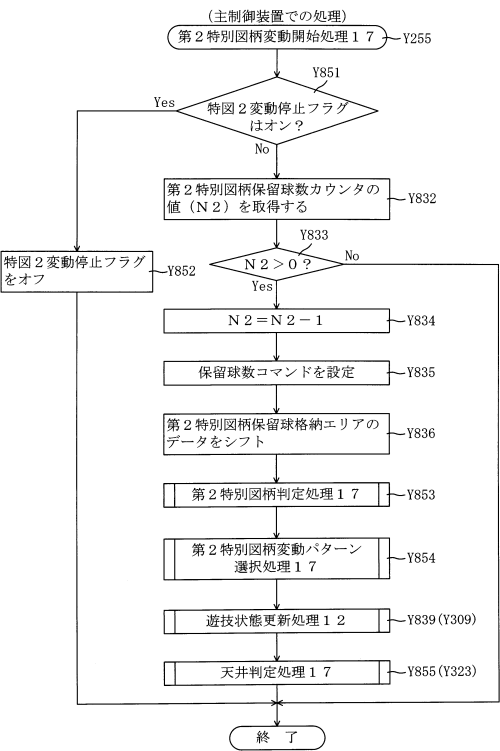 (主制御装置での処理)
第2特別図柄変動開始処理17
Y255
Y851
Yes
特図2変動停止フラグ
はオン?
No
第2特別図柄保留球数カウンタの
値(N2)を取得する
Y832
Y833
N2>0?
No
Yes
特図2変動停止フラグ
をオフ
Y852
N2=N2-1
Y834
保留球数コマンドを設定
Y835
第2特別図柄保留球格納エリアの
データをシフト
Y836
第2特別図柄判定処理17
Y853
第2特別図柄変動パターン
選択処理17
Y854
遊技状態更新処理12
Y839(Y309)
天井判定処理17
Y855(Y323)
終 了